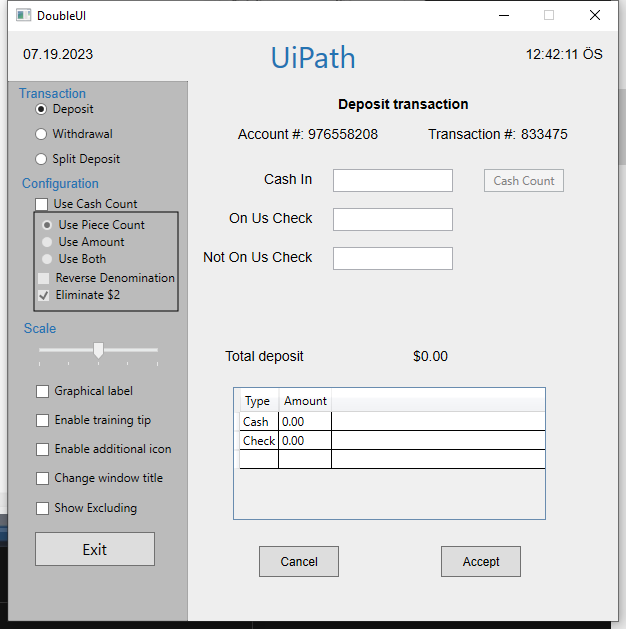 DoubleUI
07.19.2023
UiPath
12:42:11 ÖS
Transaction
Deposit
Withdrawal
Split Deposit
Configuration
Use Cash Count
Use Piece Count
Use Amount
Use Both
Reverse Denomination
Eliminate $2
Scale
Graphical label
Enable training tip
Enable additional icon
Change window title
Show Excluding
Exit
Deposit transaction
Account #: 976558208 Transaction #: 833475
Cash In Cash Count
On Us Check
Not On Us Check
Total deposit $0.00
Type Amount
Cash 0.00
Check 0.00
Cancel Accept